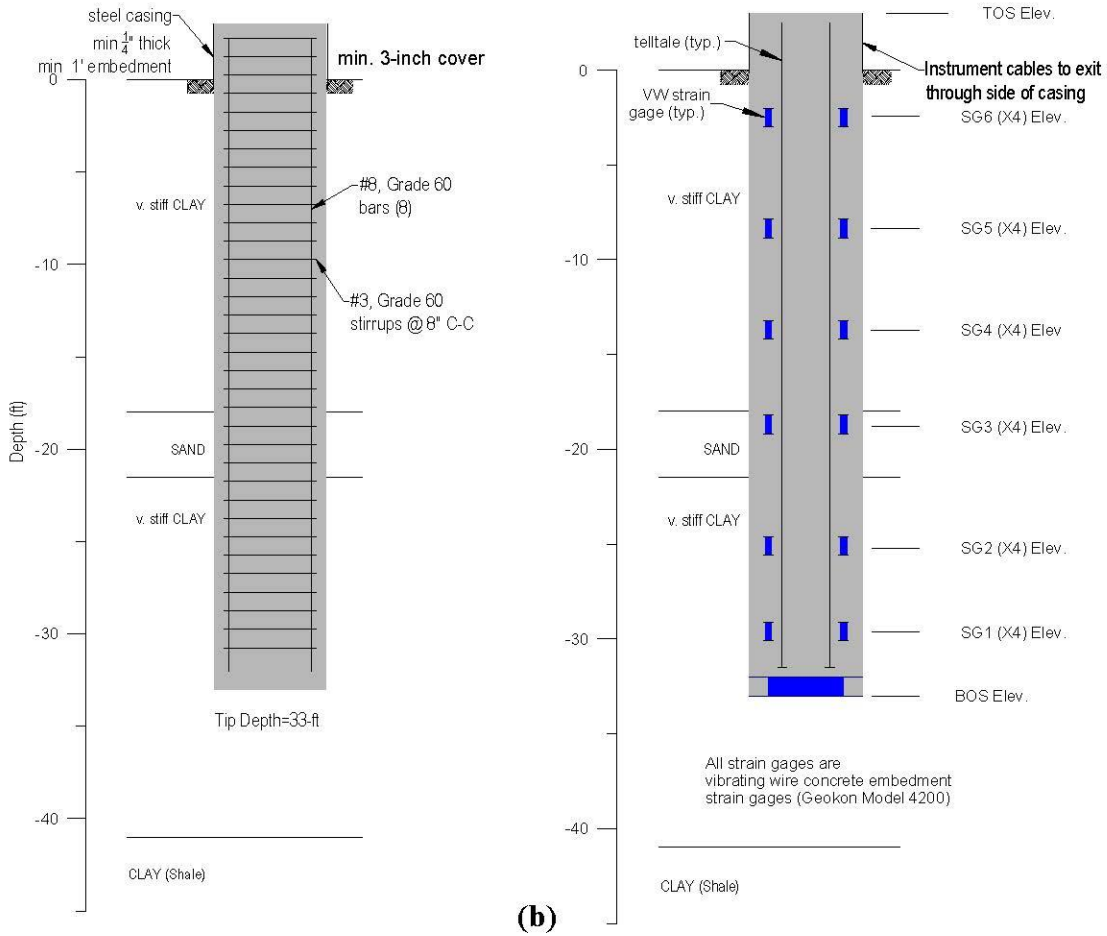 steel casing
min 1/4" thick
min 1' embedment
min. 3-inch cover
0
v. stiff CLAY
#8, Grade 60
bars (8)
-10
#3, Grade 60
stirrups @ 8" C-C
Depth (ft)
-20
SAND
v. stiff CLAY
-30
Tip Depth=33-ft
-40
CLAY (Shale)
TOS Elev.
telltale (typ.)
Instrument cables to exit
through side of casing
0
VW strain
gage (typ.)
SG6 (X4) Elev.
v. stiff CLAY
SG5 (X4) Elev.
-10
SG4 (X4) Elev
SG3 (X4) Elev.
-20
SAND
v. stiff CLAY
SG2 (X4) Elev.
-30
SG1 (X4) Elev.
BOS Elev.
All strain gages are
vibrating wire concrete embedment
strain gages (Geokon Model 4200)
-40
CLAY (Shale)
(b)